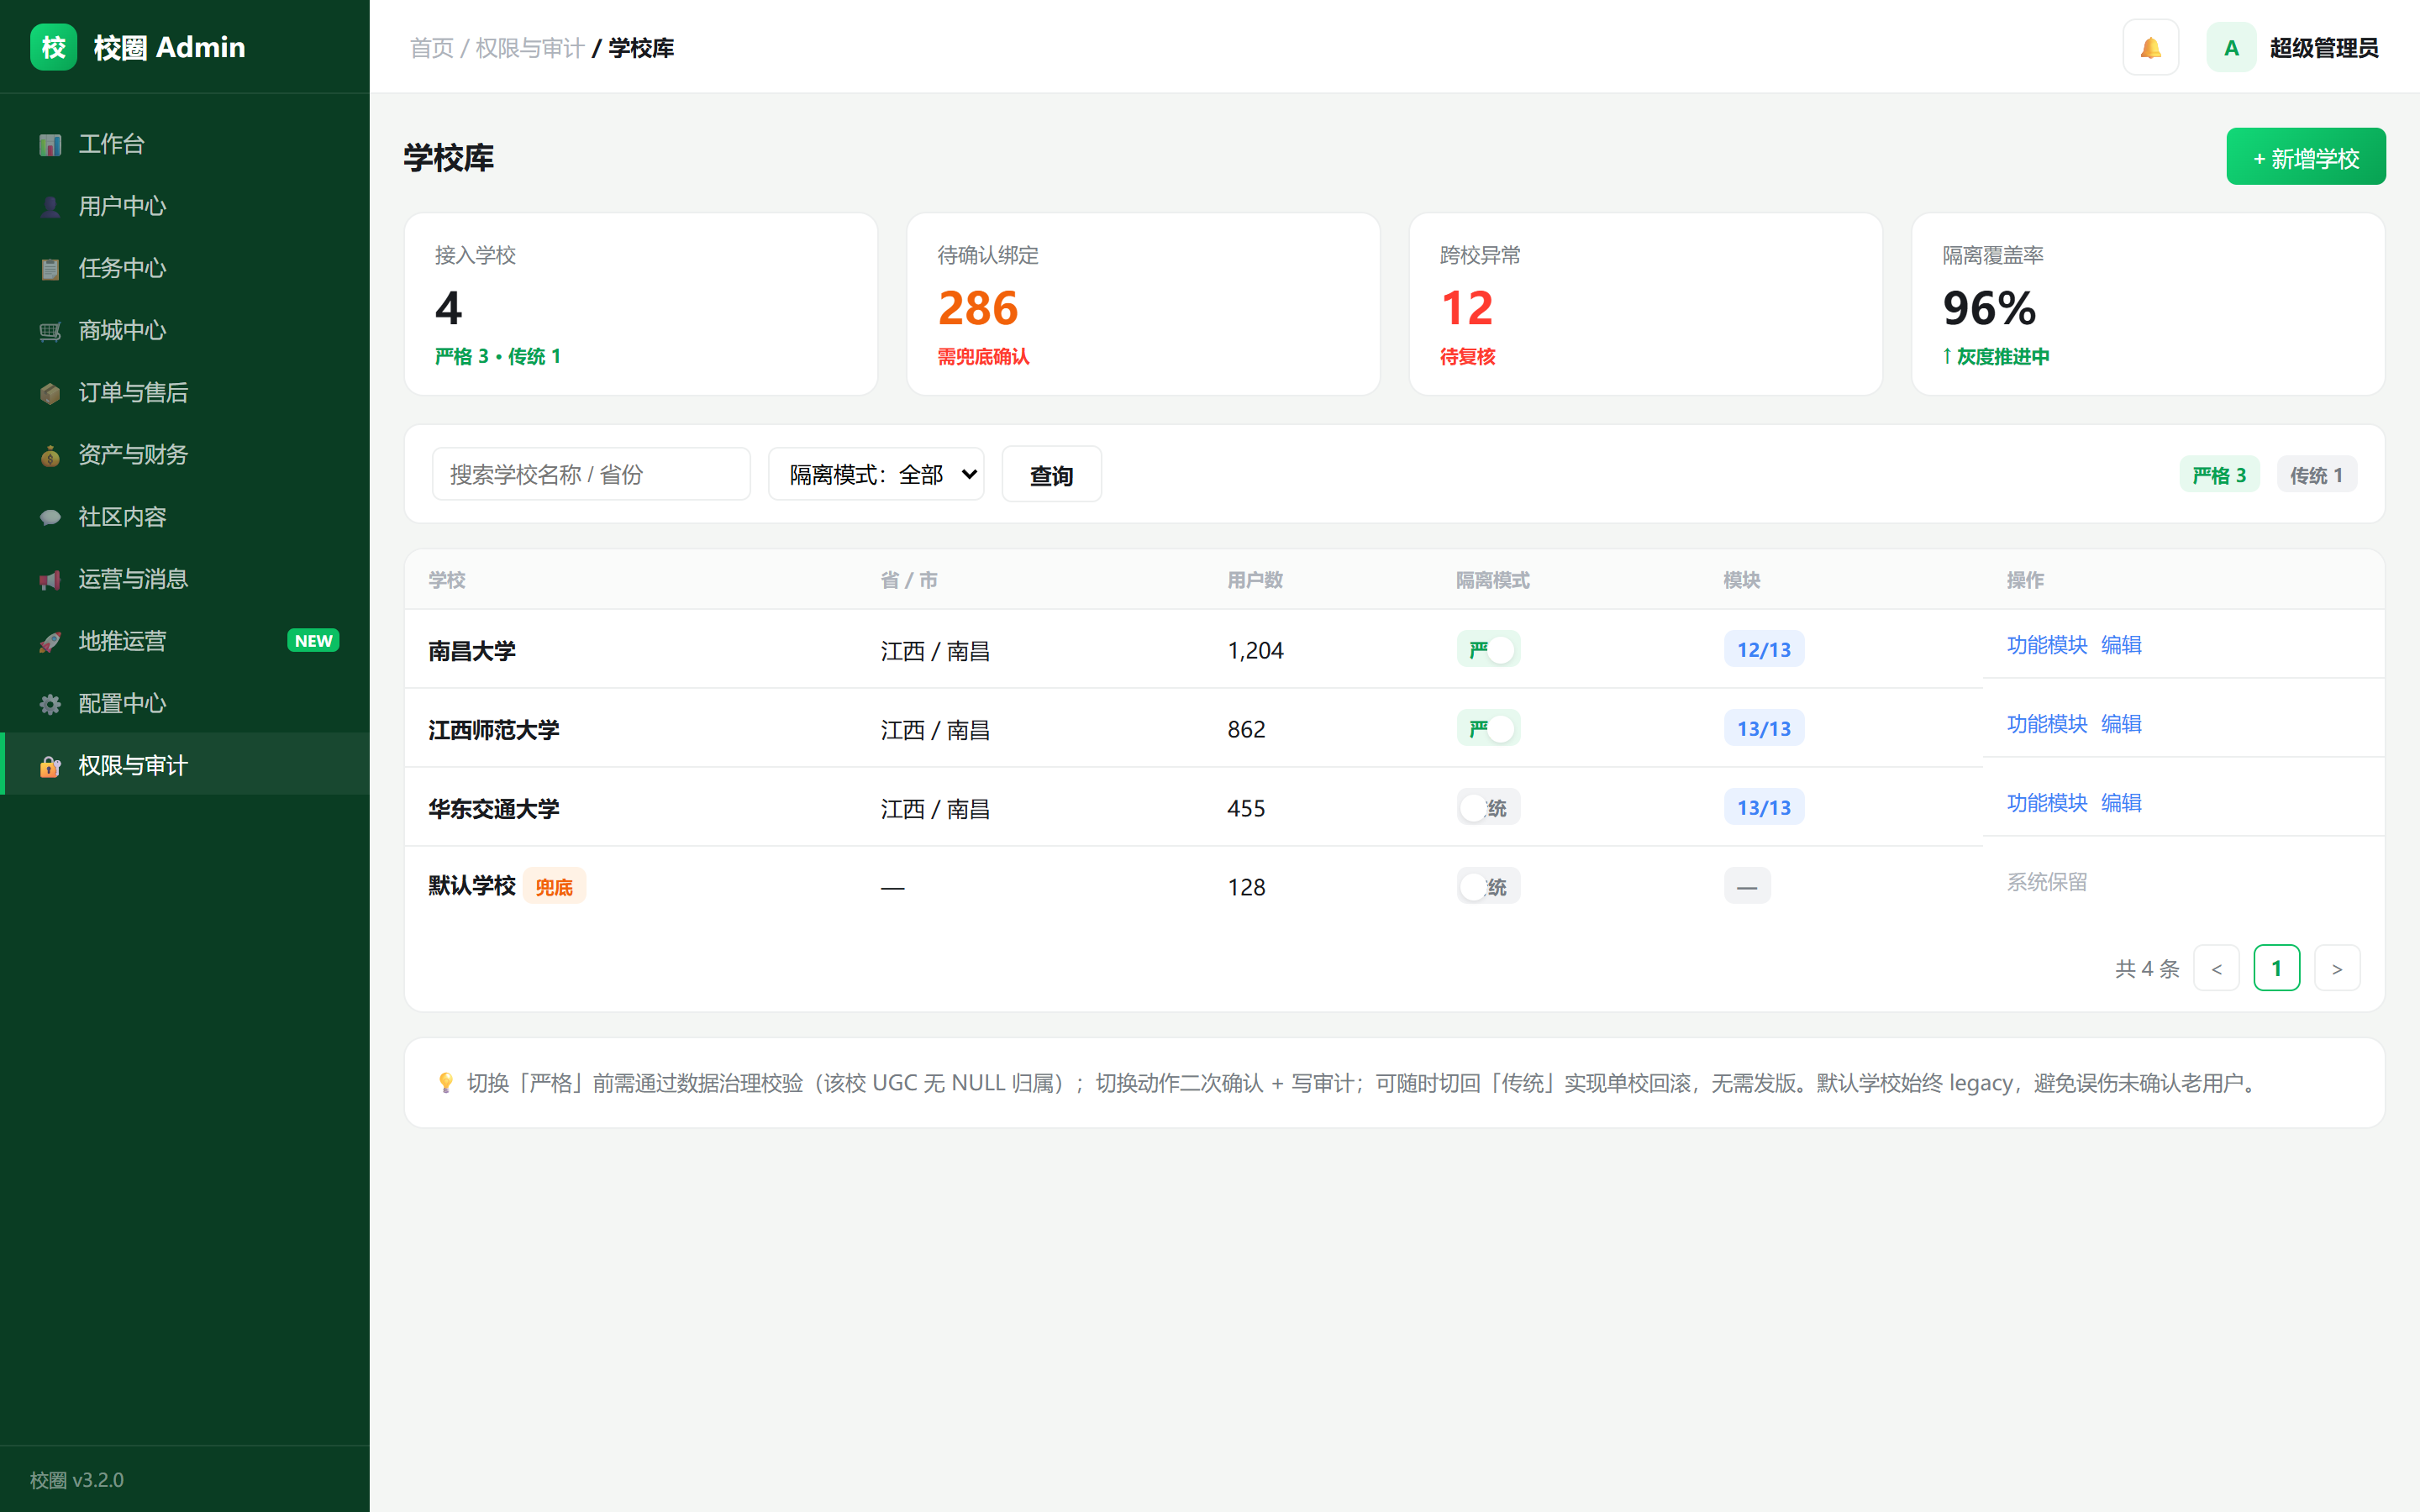 校 校圈 Admin
首页 / 权限与审计 / 学校库
A 超级管理员
工作台
用户中心
任务中心
商城中心
订单与售后
资产与财务
社区内容
运营与消息
地推运营 NEW
配置中心
权限与审计
校圈 v3.2.0
学校库
+ 新增学校
接入学校
4
严格 3 • 传统 1
待确认绑定
286
需兜底确认
跨校异常
12
待复核
隔离覆盖率
96%
↑ 灰度推进中
搜索学校名称 / 省份
隔离模式：全部
查询
严格 3
传统 1
学校 省 / 市 用户数 隔离模式 模块 操作
南昌大学 江西 / 南昌 1,204 严 12/13 功能模块 编辑
江西师范大学 江西 / 南昌 862 严 13/13 功能模块 编辑
华东交通大学 江西 / 南昌 455 统 13/13 功能模块 编辑
默认学校 兜底 — 128 统 — 系统保留
共 4 条 < 1 >
切换「严格」前需通过数据治理校验（该校 UGC 无 NULL 归属）；切换动作二次确认 + 写审计；可随时切回「传统」实现单校回滚，无需发版。默认学校始终 legacy，避免误伤未确认老用户。